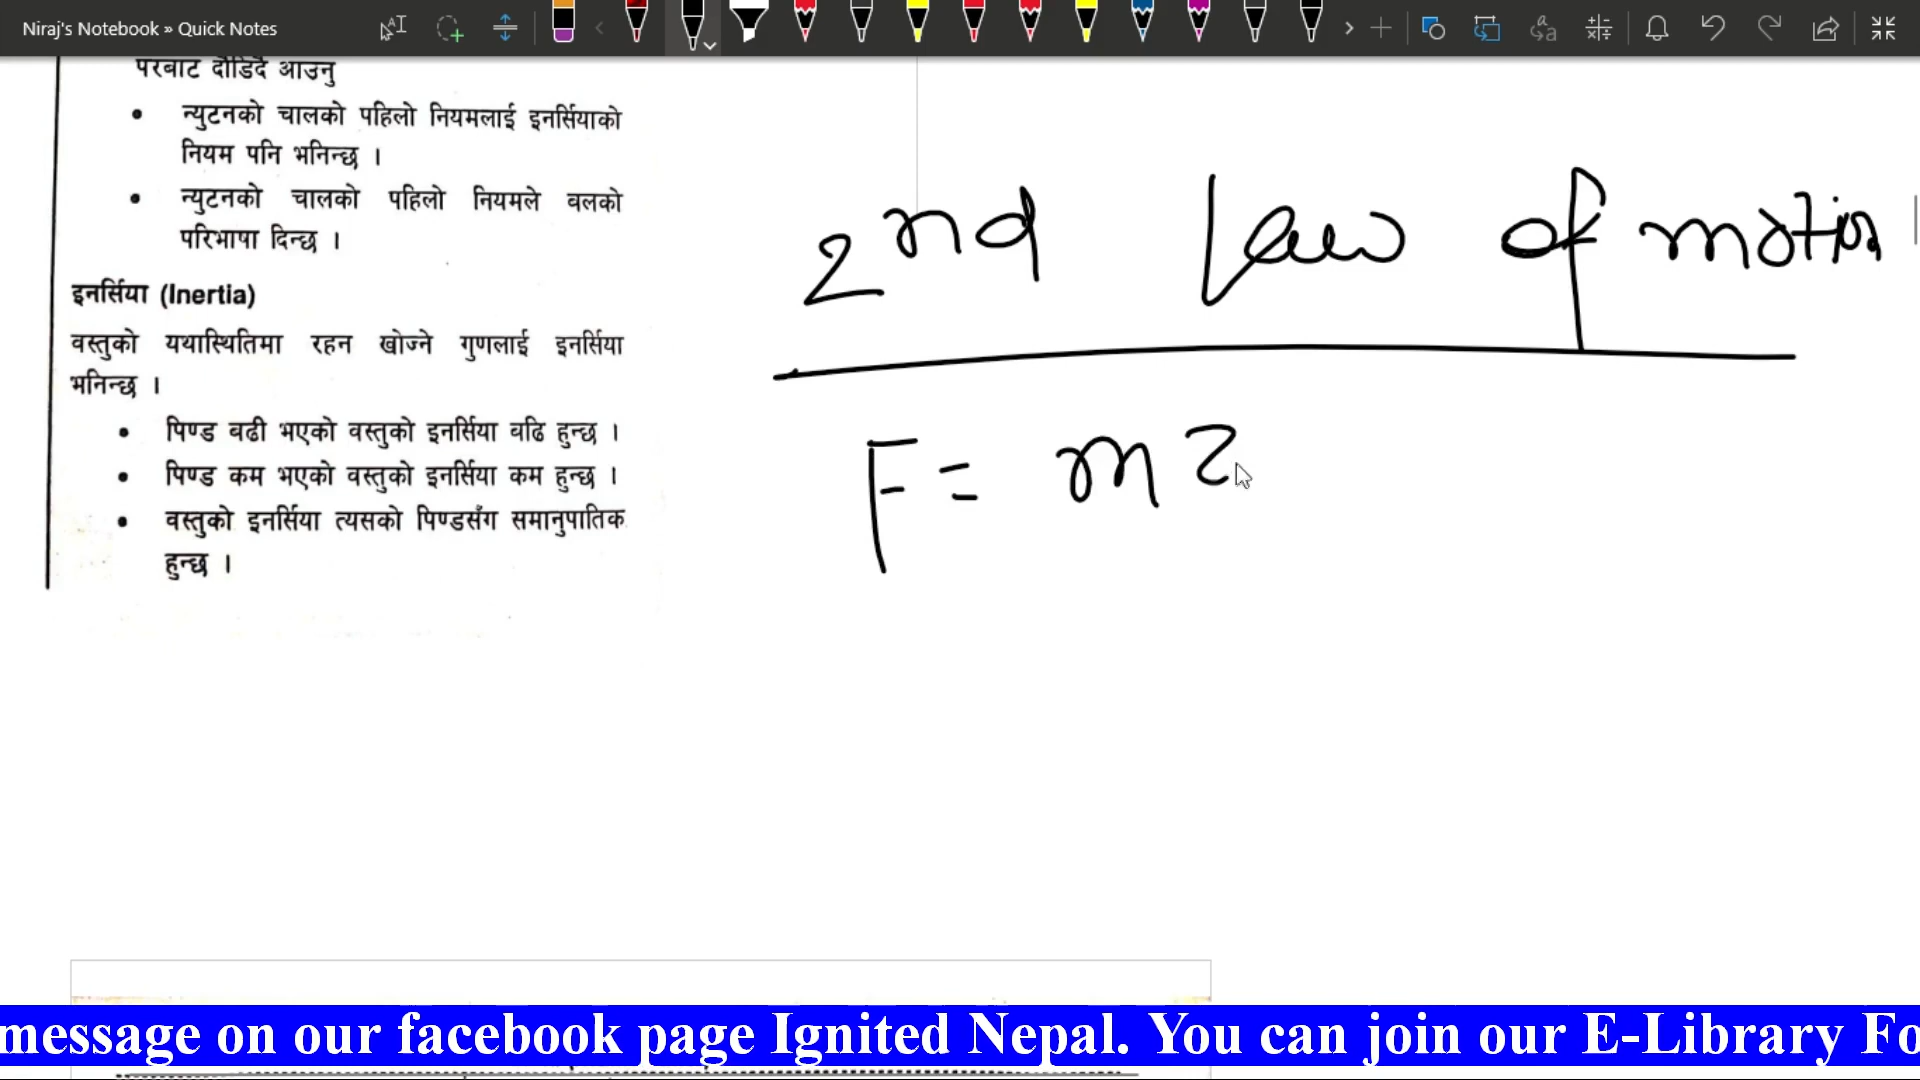 Niraj's Notebook » Quick Notes
परबाट दौडिदै आउनु
• न्युटनको चालको पहिलो नियमलाई इनर्सियाको
नियम पनि भनिन्छ ।
• न्युटनको चालको पहिलो नियमले बलको
परिभाषा दिन्छ ।
इनर्सिया (Inertia)
वस्तुको यथास्थितिमा रहन खोज्ने गुणलाई इनर्सिया
भनिन्छ ।
• पिण्ड बढी भएको वस्तुको इनर्सिया बढि हुन्छ ।
• पिण्ड कम भएको वस्तुको इनर्सिया कम हुन्छ ।
• वस्तुको इनर्सिया त्यसको पिण्डसँग समानुपातिक
हुन्छ ।
2nd Law of motion
F = m
message on our facebook page Ignited Nepal. You can join our E-Library Fo